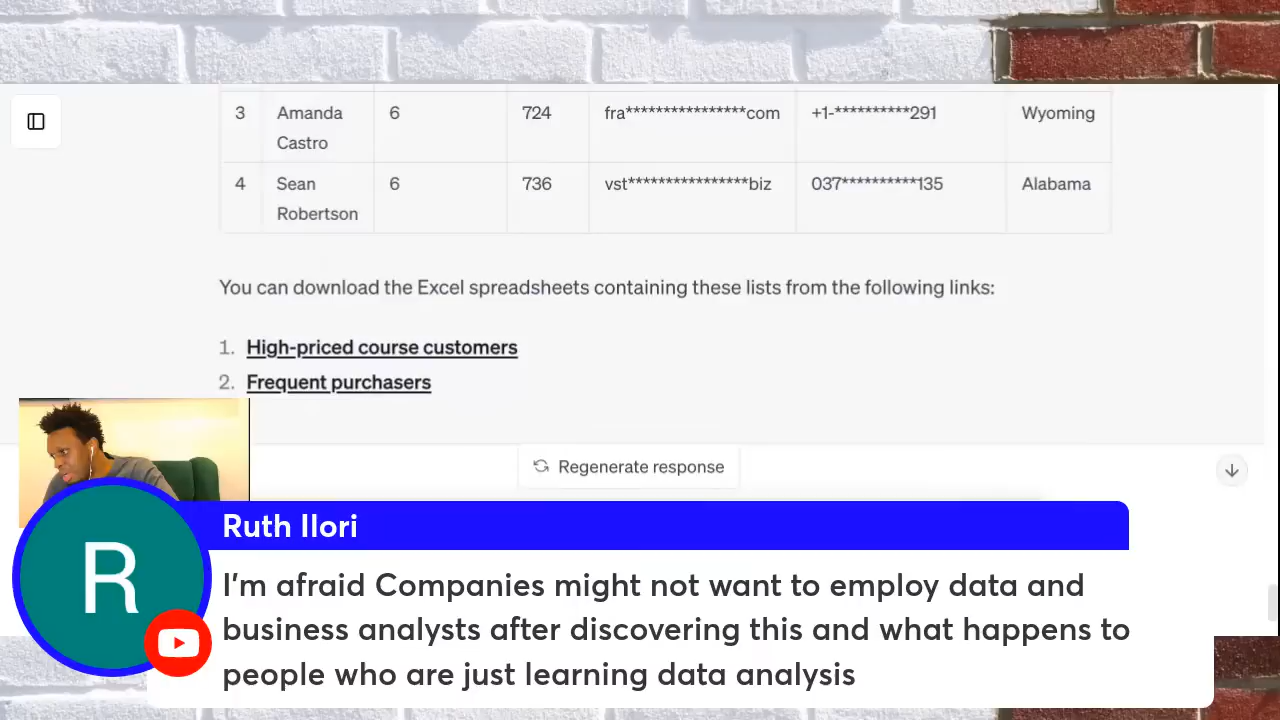 3 Amanda Castro 6 724 fra****************com +1-**********291 Wyoming
4 Sean Robertson 6 736 vst****************biz 037**********135 Alabama
You can download the Excel spreadsheets containing these lists from the following links:
1. High-priced course customers
2. Frequent purchasers
Regenerate response
R
Ruth Ilori
I'm afraid Companies might not want to employ data and
business analysts after discovering this and what happens to
people who are just learning data analysis